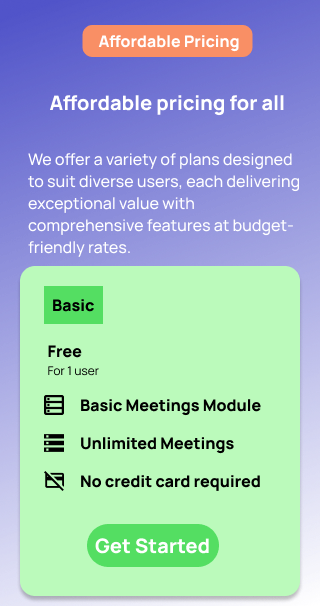 Affordable Pricing
Affordable pricing for all
We offer a variety of plans designed
to suit diverse users, each delivering
exceptional value with
comprehensive features at budget-
friendly rates.
Basic
Free
For 1 user
Basic Meetings Module
Unlimited Meetings
No credit card required
Get Started